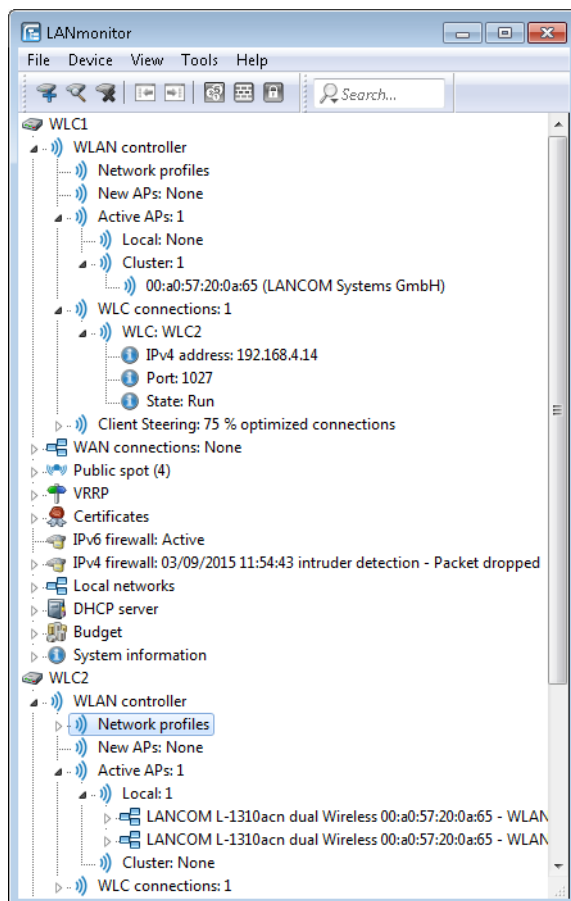 LANmonitor
File Device View Tools Help
Search...
WLC1
WLAN controller
Network profiles
New APs: None
Active APs: 1
Local: None
Cluster: 1
00:a0:57:20:0a:65 (LANCOM Systems GmbH)
WLC connections: 1
WLC: WLC2
IPv4 address: 192.168.4.14
Port: 1027
State: Run
Client Steering: 75 % optimized connections
WAN connections: None
Public spot (4)
VRRP
Certificates
IPv6 firewall: Active
IPv4 firewall: 03/09/2015 11:54:43 intruder detection - Packet dropped
Local networks
DHCP server
Budget
System information
WLC2
WLAN controller
Network profiles
New APs: None
Active APs: 1
Local: 1
LANCOM L-1310acn dual Wireless 00:a0:57:20:0a:65 - WLAN
LANCOM L-1310acn dual Wireless 00:a0:57:20:0a:65 - WLAN
Cluster: None
WLC connections: 1